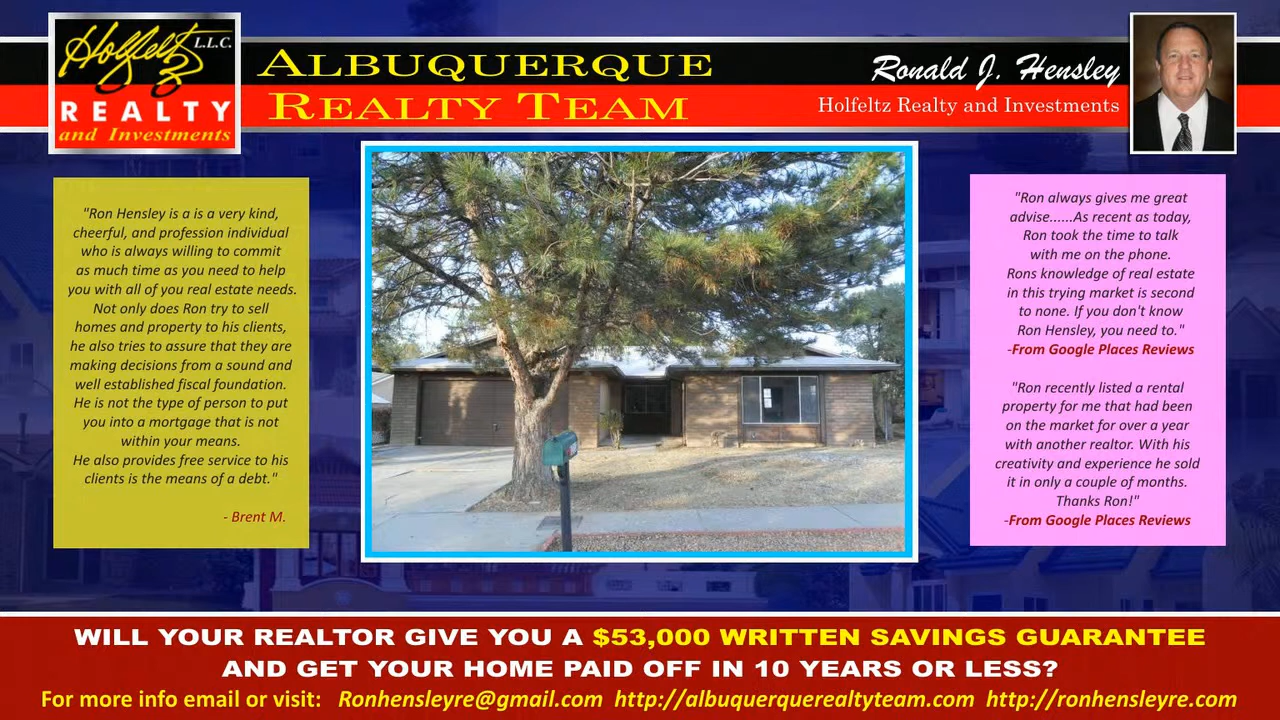 Holfeltz L.L.C.
REALTY
and Investments
ALBUQUERQUE
REALTY TEAM
Ronald J. Hensley
Holfeltz Realty and Investments
"Ron Hensley is a is a very kind,
cheerful, and profession individual
who is always willing to commit
as much time as you need to help
you with all of you real estate needs.
Not only does Ron try to sell
homes and property to his clients,
he also tries to assure that they are
making decisions from a sound and
well established fiscal foundation.
He is not the type of person to put
you into a mortgage that is not
within your means.
He also provides free service to his
clients is the means of a debt."
- Brent M.
"Ron always gives me great
advise......As recent as today,
Ron took the time to talk
with me on the phone.
Rons knowledge of real estate
in this trying market is second
to none. If you don't know
Ron Hensley, you need to."
-From Google Places Reviews
"Ron recently listed a rental
property for me that had been
on the market for over a year
with another realtor. With his
creativity and experience he sold
it in only a couple of months.
Thanks Ron!"
-From Google Places Reviews
WILL YOUR REALTOR GIVE YOU A $53,000 WRITTEN SAVINGS GUARANTEE
AND GET YOUR HOME PAID OFF IN 10 YEARS OR LESS?
For more info email or visit: Ronhensleyre@gmail.com http://albuquerquerealtyteam.com http://ronhensleyre.com